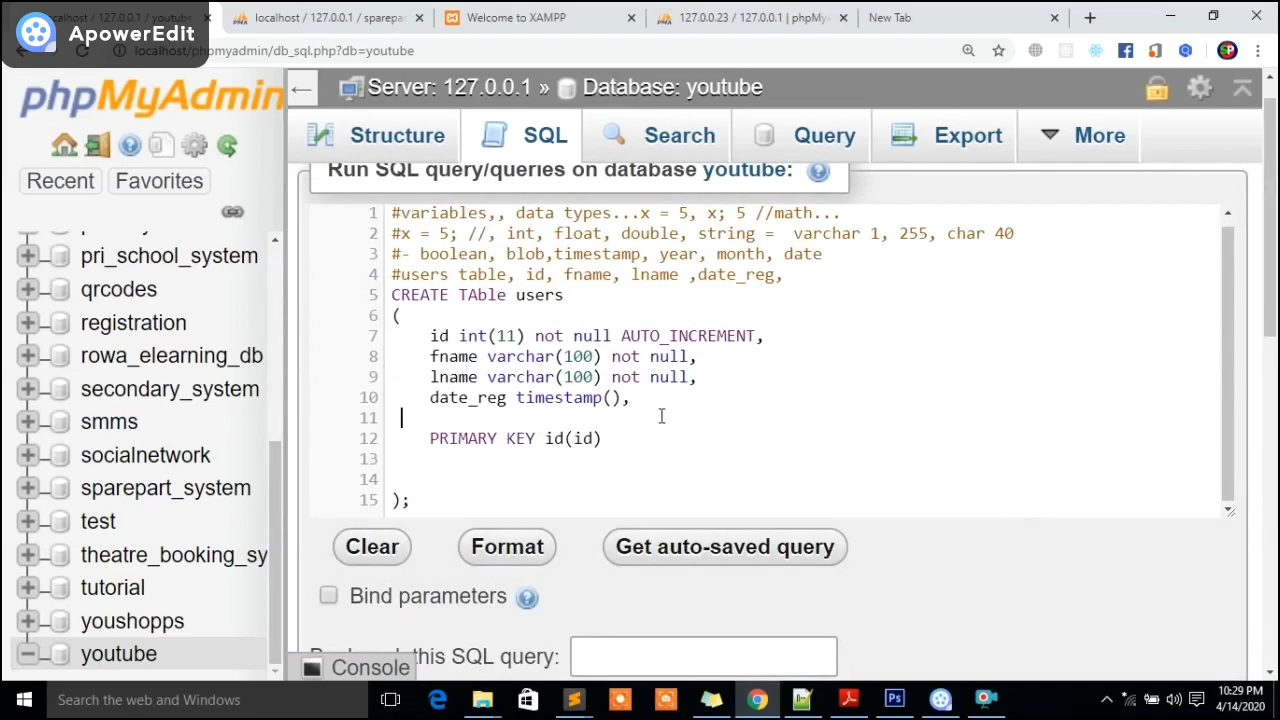 localhost / 127.0.0.1 / youtube
localhost / 127.0.0.1 / sparepa
Welcome to XAMPP
127.0.0.23 / 127.0.0.1 | phpMyA
New Tab
ApowerEdit
localhost/phpmyadmin/db_sql.php?db=youtube
phpMyAdmin
Recent
Favorites
pri_school_system
qrcodes
registration
rowa_elearning_db
secondary_system
smms
socialnetwork
sparepart_system
test
theatre_booking_sy
tutorial
youshopps
youtube
Server: 127.0.0.1 » Database: youtube
Structure
SQL
Search
Query
Export
More
Run SQL query/queries on database youtube:
1 #variables,, data types...x = 5, x; 5 //math...
2 #x = 5; //, int, float, double, string = varchar 1, 255, char 40
3 #- boolean, blob,timestamp, year, month, date
4 #users table, id, fname, lname ,date_reg,
5 CREATE TAble users
6 (
7 id int(11) not null AUTO_INCREMENT,
8 fname varchar(100) not null,
9 lname varchar(100) not null,
10 date_reg timestamp(),
11
12 PRIMARY KEY id(id)
13
14
15 );
Clear
Format
Get auto-saved query
Bind parameters
this SQL query:
Console
Search the web and Windows
10:29 PM
4/14/2020